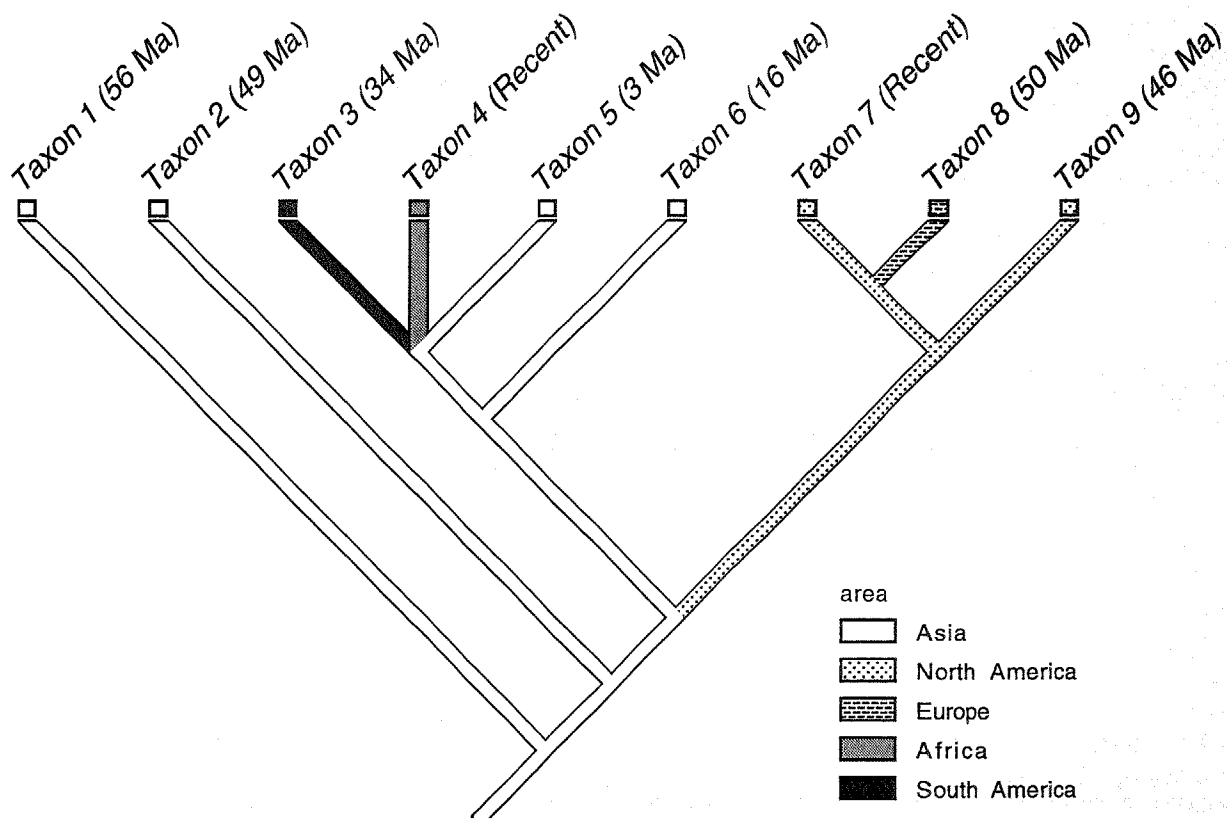 Taxon 1 (56 Ma)
Taxon 2 (49 Ma)
Taxon 3 (34 Ma)
Taxon 4 (Recent)
Taxon 5 (3 Ma)
Taxon 6 (16 Ma)
Taxon 7 (Recent)
Taxon 8 (50 Ma)
Taxon 9 (46 Ma)
area
Asia
North America
Europe
Africa
South America